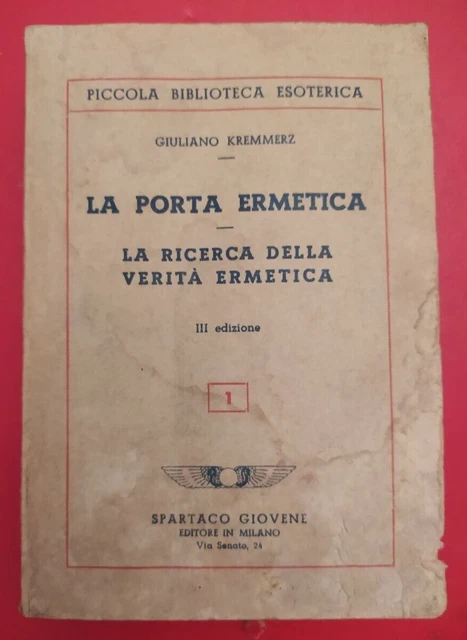 PICCOLA BIBLIOTECA ESOTERICA
GIULIANO KREMMERZ
LA PORTA ERMETICA
LA RICERCA DELLA
VERITÀ ERMETICA
III edizione
1
SPARTACO GIOVENE
EDITORE IN MILANO
Via Senato, 24